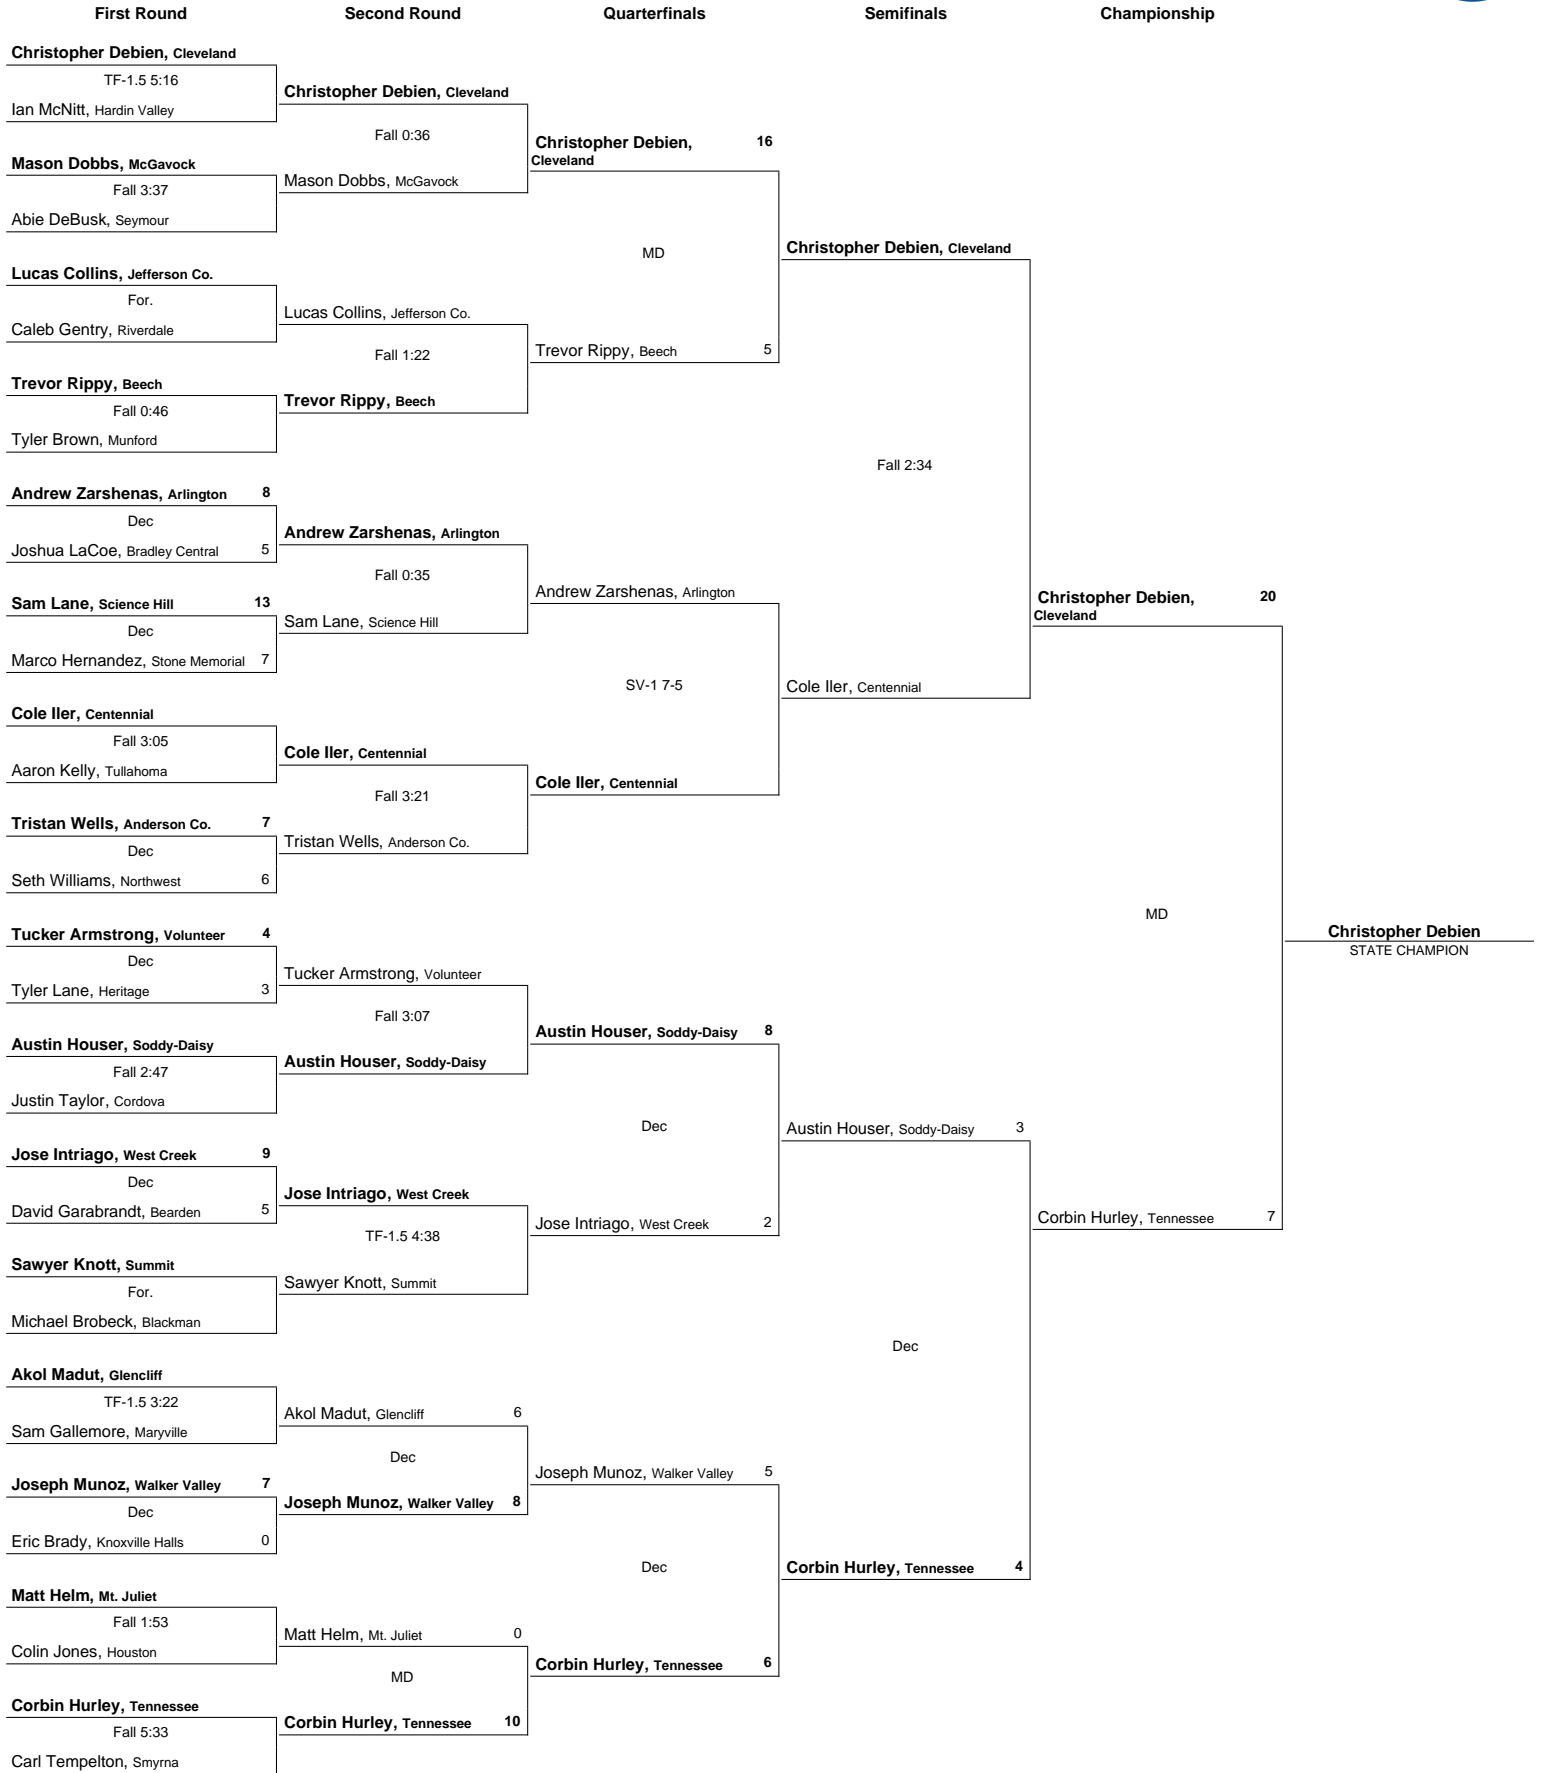 First Round
Second Round
Quarterfinals
Semifinals
Championship
Christopher Debien, Cleveland
TF-1.5 5:16
Ian McNitt, Hardin Valley
Mason Dobbs, McGavock
Fall 3:37
Abie DeBusk, Seymour
Lucas Collins, Jefferson Co.
For.
Caleb Gentry, Riverdale
Trevor Rippy, Beech
Fall 0:46
Tyler Brown, Munford
Andrew Zarshenas, Arlington 8
Dec
Joshua LaCoe, Bradley Central 5
Sam Lane, Science Hill 13
Dec
Marco Hernandez, Stone Memorial 7
Cole Iler, Centennial
Fall 3:05
Aaron Kelly, Tullahoma
Tristan Wells, Anderson Co. 7
Dec
Seth Williams, Northwest 6
Tucker Armstrong, Volunteer 4
Dec
Tyler Lane, Heritage 3
Austin Houser, Soddy-Daisy
Fall 2:47
Justin Taylor, Cordova
Jose Intriago, West Creek 9
Dec
David Garabrandt, Bearden 5
Sawyer Knott, Summit
For.
Michael Brobeck, Blackman
Akol Madut, Glencliff
TF-1.5 3:22
Sam Gallemore, Maryville
Joseph Munoz, Walker Valley 7
Dec
Eric Brady, Knoxville Halls 0
Matt Helm, Mt. Juliet
Fall 1:53
Colin Jones, Houston
Corbin Hurley, Tennessee
Fall 5:33
Carl Tempelton, Smyrna
Christopher Debien, Cleveland
Fall 0:36
Mason Dobbs, McGavock
Lucas Collins, Jefferson Co.
Fall 1:22
Trevor Rippy, Beech
Andrew Zarshenas, Arlington
Fall 0:35
Sam Lane, Science Hill
Cole Iler, Centennial
Fall 3:21
Tristan Wells, Anderson Co.
Tucker Armstrong, Volunteer
Fall 3:07
Austin Houser, Soddy-Daisy
Jose Intriago, West Creek
TF-1.5 4:38
Sawyer Knott, Summit
Akol Madut, Glencliff 6
Dec
Joseph Munoz, Walker Valley 8
Matt Helm, Mt. Juliet 0
MD
Corbin Hurley, Tennessee 10
Christopher Debien, 16
Cleveland
MD
Trevor Rippy, Beech 5
Andrew Zarshenas, Arlington
SV-1 7-5
Cole Iler, Centennial
Austin Houser, Soddy-Daisy 8
Dec
Jose Intriago, West Creek 2
Joseph Munoz, Walker Valley 5
Dec
Corbin Hurley, Tennessee 6
Christopher Debien, Cleveland
Fall 2:34
Cole Iler, Centennial
Austin Houser, Soddy-Daisy 3
Dec
Corbin Hurley, Tennessee 4
Christopher Debien, 20
Cleveland
MD
Corbin Hurley, Tennessee 7
Christopher Debien
STATE CHAMPION